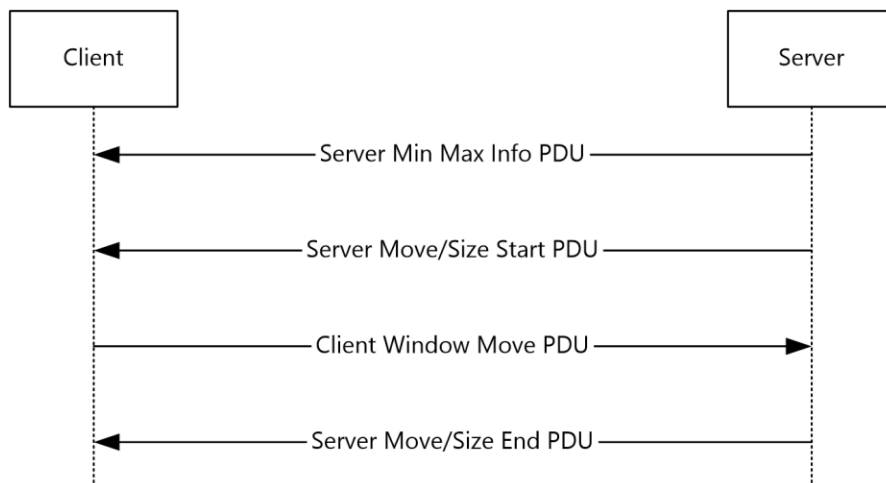 Client
Server
Server Min Max Info PDU
Server Move/Size Start PDU
Client Window Move PDU
Server Move/Size End PDU